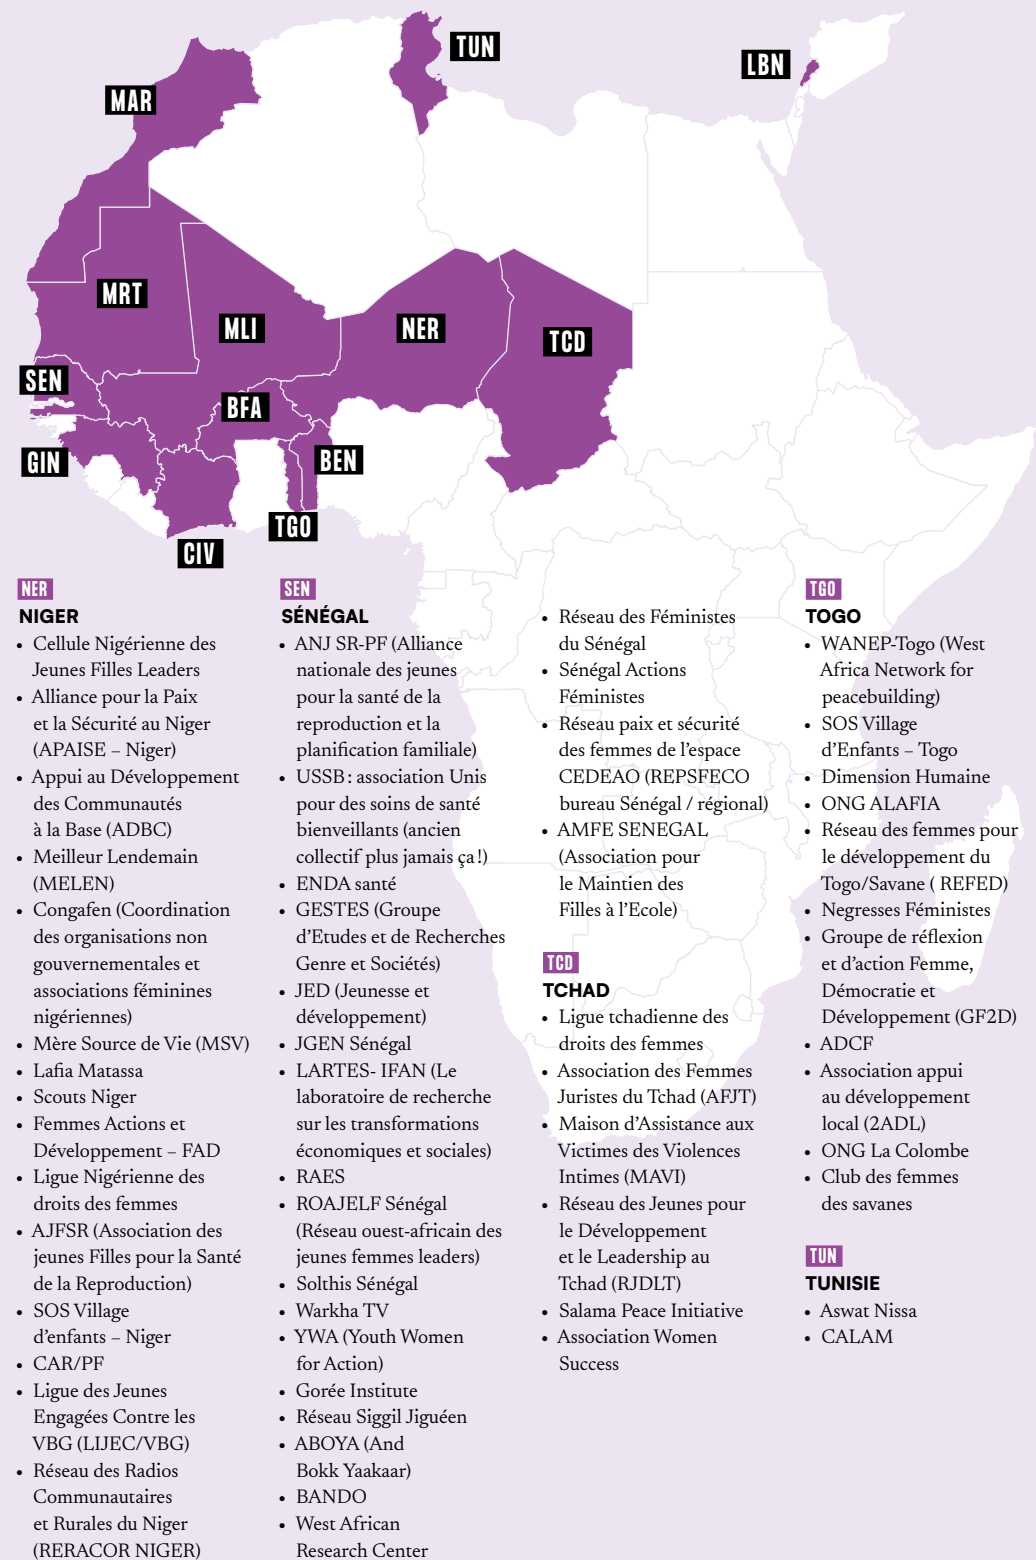 TUN
LBN
MAR
MRT
MLI
NER
TCD
SEN
BFA
GIN
BEN
TGO
CIV
NER
NIGER
• Cellule Nigérienne des
Jeunes Filles Leaders
• Alliance pour la Paix
et la Sécurité au Niger
(APAISE – Niger)
• Appui au Développement
des Communautés
à la Base (ADBC)
• Meilleur Lendemain
(MELEN)
• Congafen (Coordination
des organisations non
gouvernementales et
associations féminines
nigériennes)
• Mère Source de Vie (MSV)
• Lafia Matassa
• Scouts Niger
• Femmes Actions et
Développement – FAD
• Ligue Nigérienne des
droits des femmes
• AJFSR (Association des
jeunes Filles pour la Santé
de la Reproduction)
• SOS Village
d'enfants – Niger
• CAR/PF
• Ligue des Jeunes
Engagées Contre les
VBG (LIJEC/VBG)
• Réseau des Radios
Communautaires
et Rurales du Niger
(RERACOR NIGER)
SEN
SÉNÉGAL
• ANJ SR-PF (Alliance
nationale des jeunes
pour la santé de la
reproduction et la
planification familiale)
• USSB : association Unis
pour des soins de santé
bienveillants (ancien
collectif plus jamais ça !)
• ENDA santé
• GESTES (Groupe
d'Etudes et de Recherches
Genre et Sociétés)
• JED (Jeunesse et
développement)
• JGEN Sénégal
• LARTES- IFAN (Le
laboratoire de recherche
sur les transformations
économiques et sociales)
• RAES
• ROAJELF Sénégal
(Réseau ouest-africain des
jeunes femmes leaders)
• Solthis Sénégal
• Warkha TV
• YWA (Youth Women
for Action)
• Gorée Institute
• Réseau Siggil Jiguéen
• ABOYA (And
Bokk Yaakaar)
• BANDO
• West African
Research Center
• Réseau des Féministes
du Sénégal
• Sénégal Actions
Féministes
• Réseau paix et sécurité
des femmes de l'espace
CEDEAO (REPSFECO
bureau Sénégal / régional)
• AMFE SENEGAL
(Association pour
le Maintien des
Filles à l'Ecole)
TCD
TCHAD
• Ligue tchadienne des
droits des femmes
• Association des Femmes
Juristes du Tchad (AFJT)
• Maison d'Assistance aux
Victimes des Violences
Intimes (MAVI)
• Réseau des Jeunes pour
le Développement
et le Leadership au
Tchad (RJDLT)
• Salama Peace Initiative
• Association Women
Success
TGO
TOGO
• WANEP-Togo (West
Africa Network for
peacebuilding)
• SOS Village
d'Enfants – Togo
• Dimension Humaine
• ONG ALAFIA
• Réseau des femmes pour
le développement du
Togo/Savane ( REFED)
• Negresses Féministes
• Groupe de réflexion
et d'action Femme,
Démocratie et
Développement (GF2D)
• ADCF
• Association appui
au développement
local (2ADL)
• ONG La Colombe
• Club des femmes
des savanes
TUN
TUNISIE
• Aswat Nissa
• CALAM